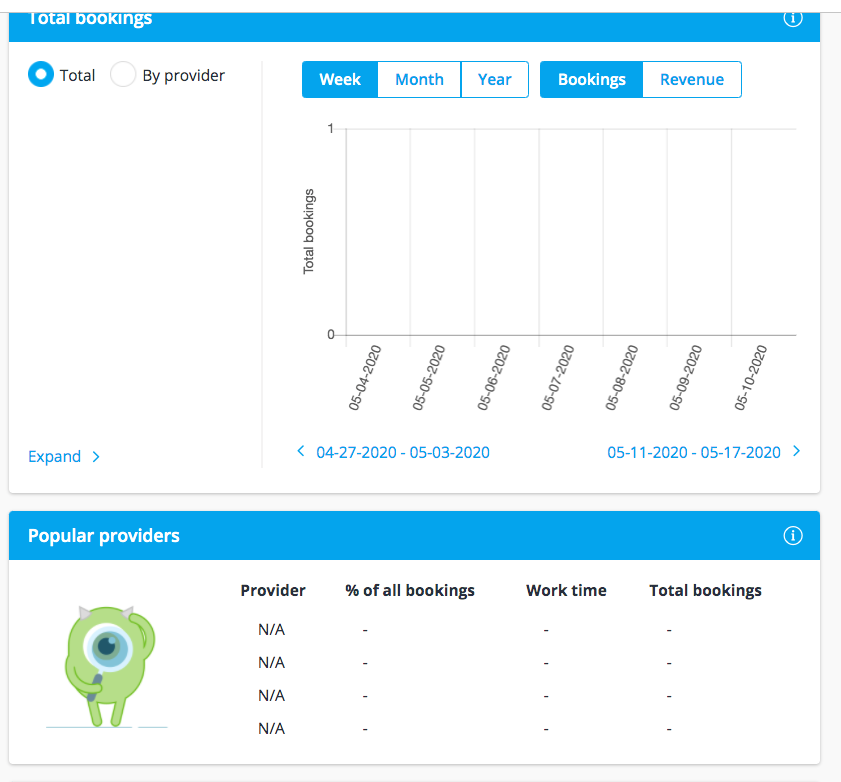 Total bookings
Total By provider
Week Month Year Bookings Revenue
1
Total bookings
0
05-04-2020 05-05-2020 05-06-2020 05-07-2020 05-08-2020 05-09-2020 05-10-2020
Expand >
< 04-27-2020 - 05-03-2020 05-11-2020 - 05-17-2020 >
Popular providers
Provider % of all bookings Work time Total bookings
N/A - - -
N/A - - -
N/A - - -
N/A - - -